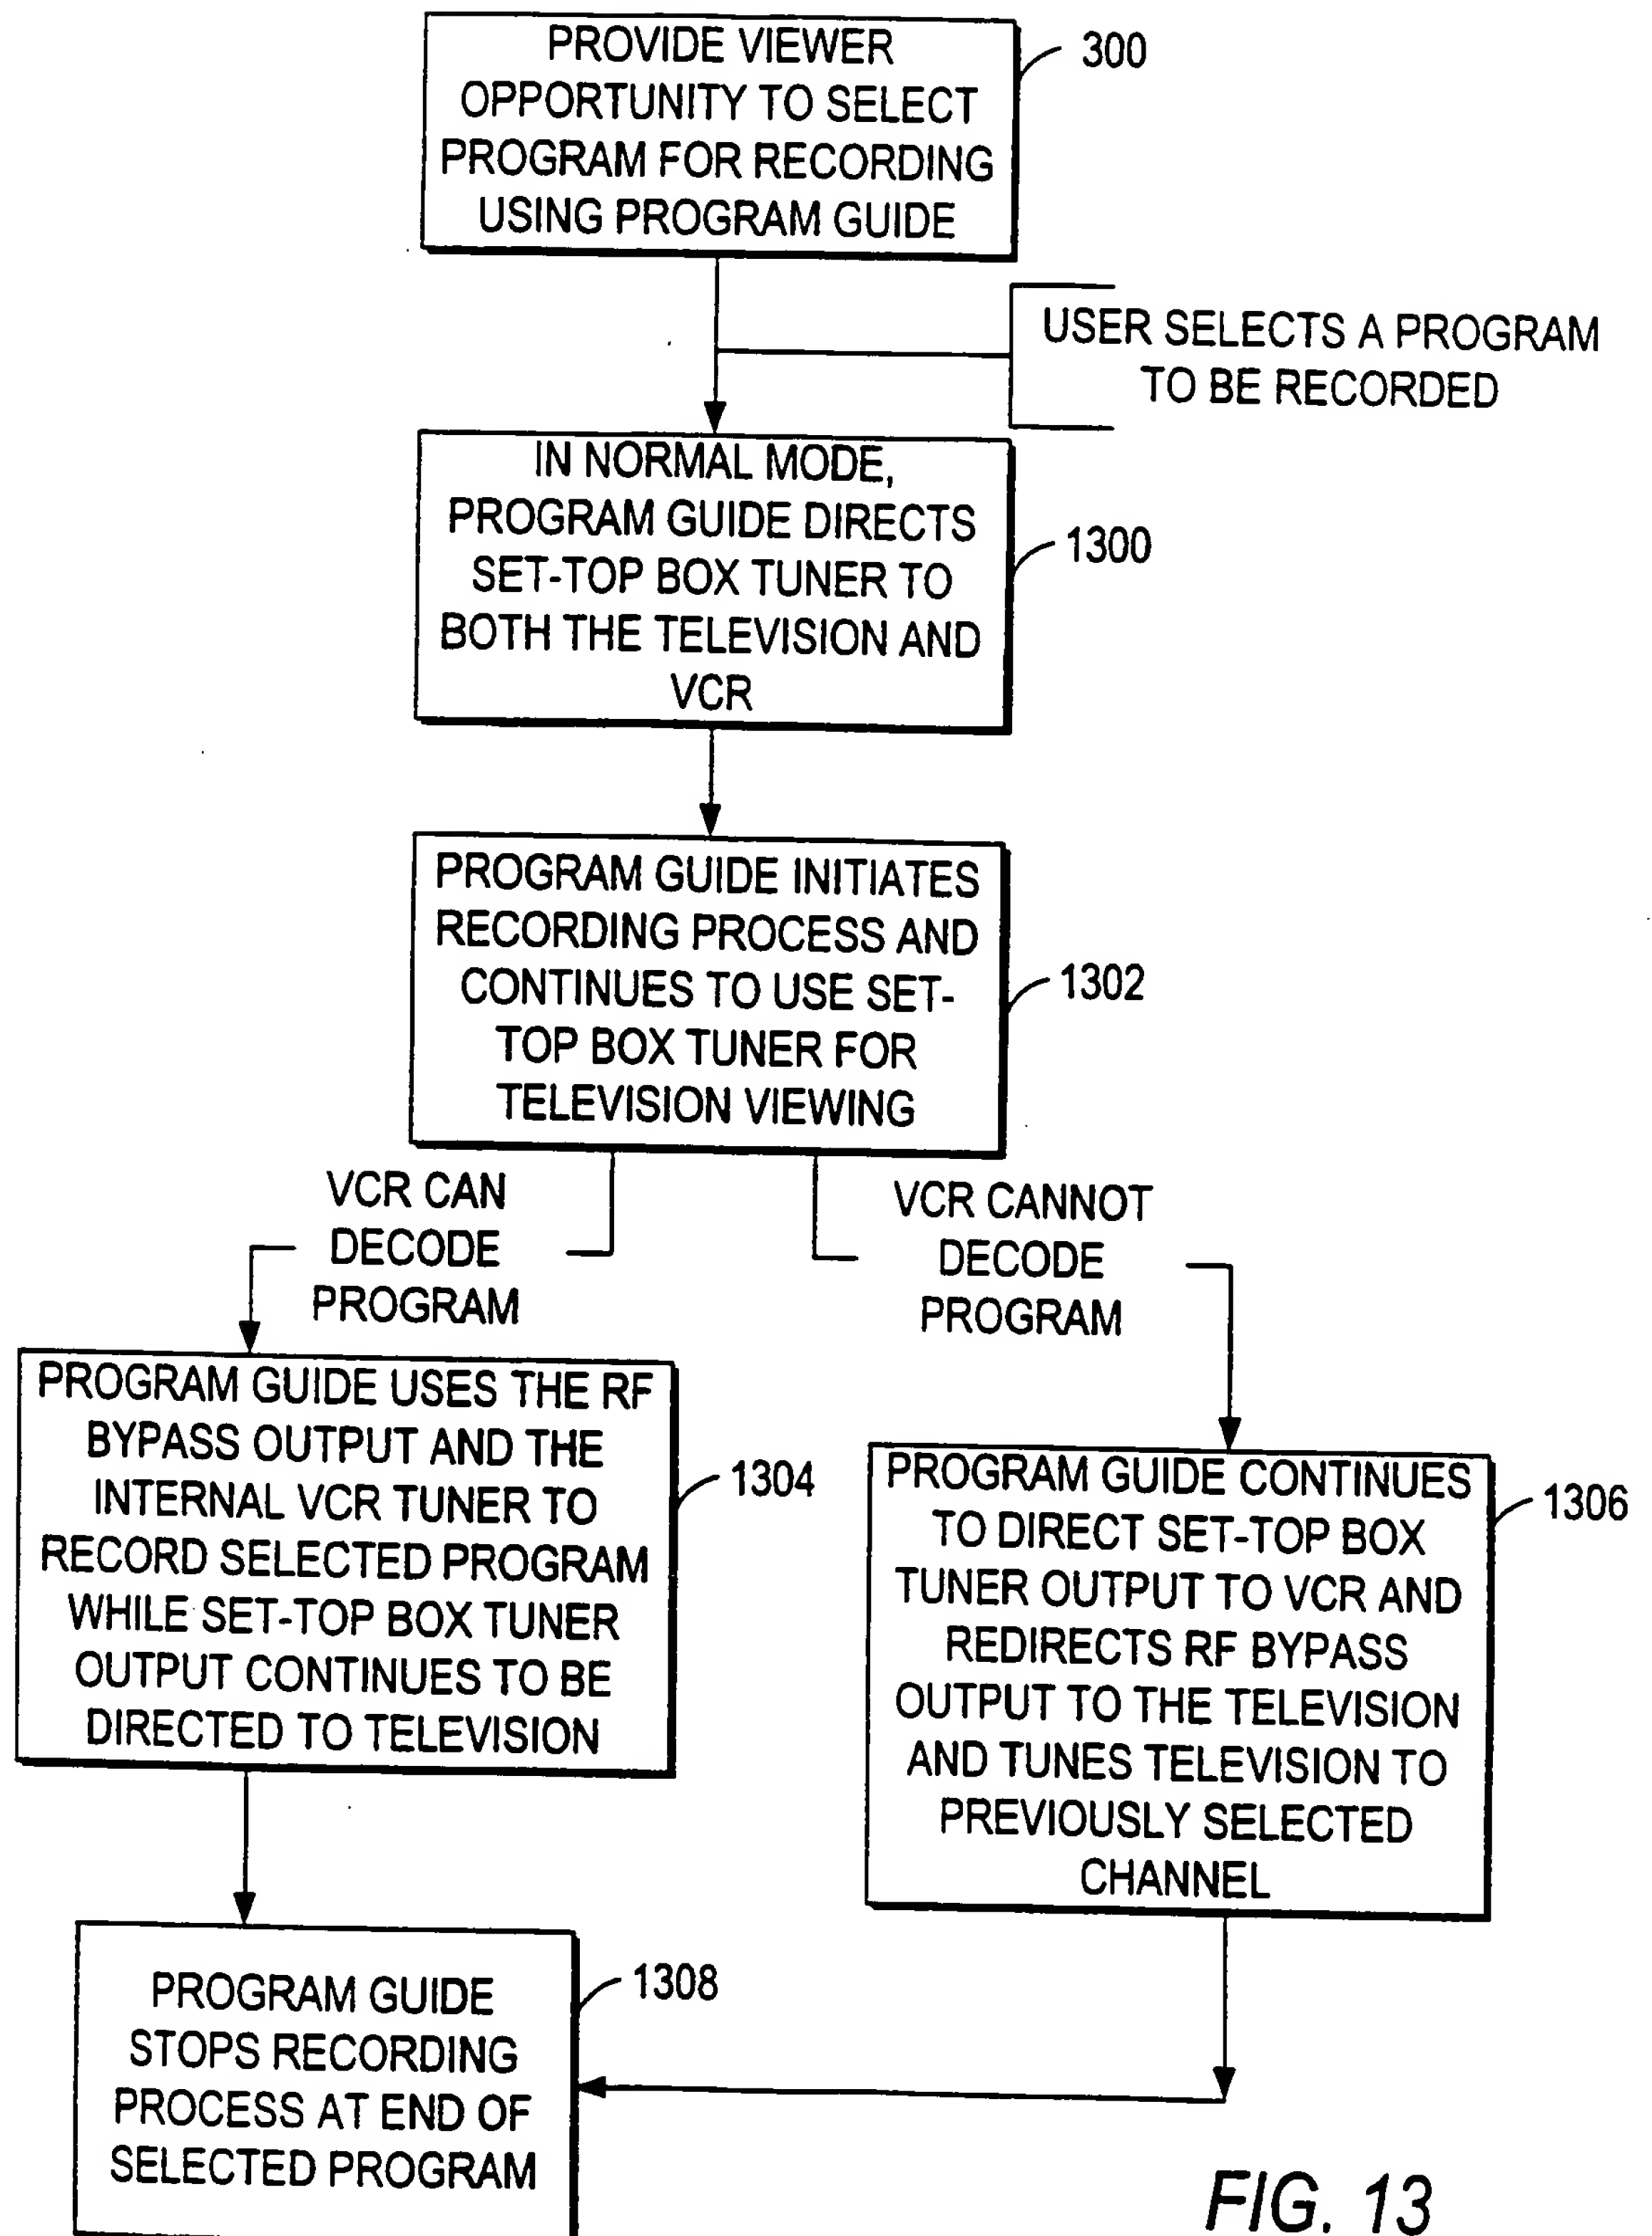 PROVIDE VIEWER
OPPORTUNITY TO SELECT
PROGRAM FOR RECORDING
USING PROGRAM GUIDE
300
USER SELECTS A PROGRAM
TO BE RECORDED
IN NORMAL MODE,
PROGRAM GUIDE DIRECTS
SET-TOP BOX TUNER TO
BOTH THE TELEVISION AND
VCR
1300
PROGRAM GUIDE INITIATES
RECORDING PROCESS AND
CONTINUES TO USE SET-
TOP BOX TUNER FOR
TELEVISION VIEWING
1302
VCR CAN
DECODE
PROGRAM
VCR CANNOT
DECODE
PROGRAM
PROGRAM GUIDE USES THE RF
BYPASS OUTPUT AND THE
INTERNAL VCR TUNER TO
RECORD SELECTED PROGRAM
WHILE SET-TOP BOX TUNER
OUTPUT CONTINUES TO BE
DIRECTED TO TELEVISION
1304
PROGRAM GUIDE CONTINUES
TO DIRECT SET-TOP BOX
TUNER OUTPUT TO VCR AND
REDIRECTS RF BYPASS
OUTPUT TO THE TELEVISION
AND TUNES TELEVISION TO
PREVIOUSLY SELECTED
CHANNEL
1306
PROGRAM GUIDE
STOPS RECORDING
PROCESS AT END OF
SELECTED PROGRAM
1308
FIG. 13